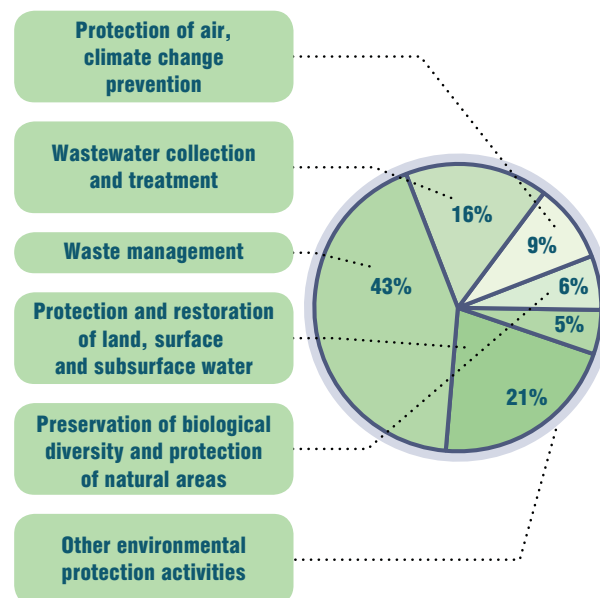 Protection of air,
climate change
prevention
Wastewater collection
and treatment
Waste management
Protection and restoration
of land, surface
and subsurface water
Preservation of biological
diversity and protection
of natural areas
Other environmental
protection activities
16%
9%
43%
6%
5%
21%